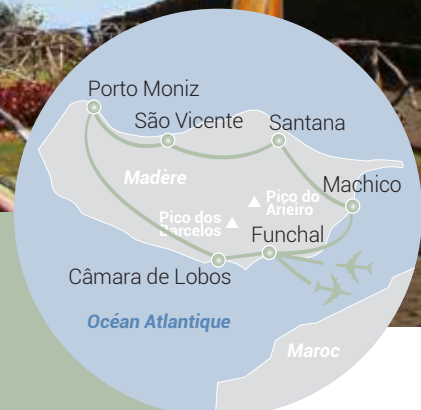 Porto Moniz
São Vicente
Santana
Madère
Machico
Pico do
Arieiro
Pico dos
Barcelos
Funchal
Câmara de Lobos
Océan Atlantique
Maroc